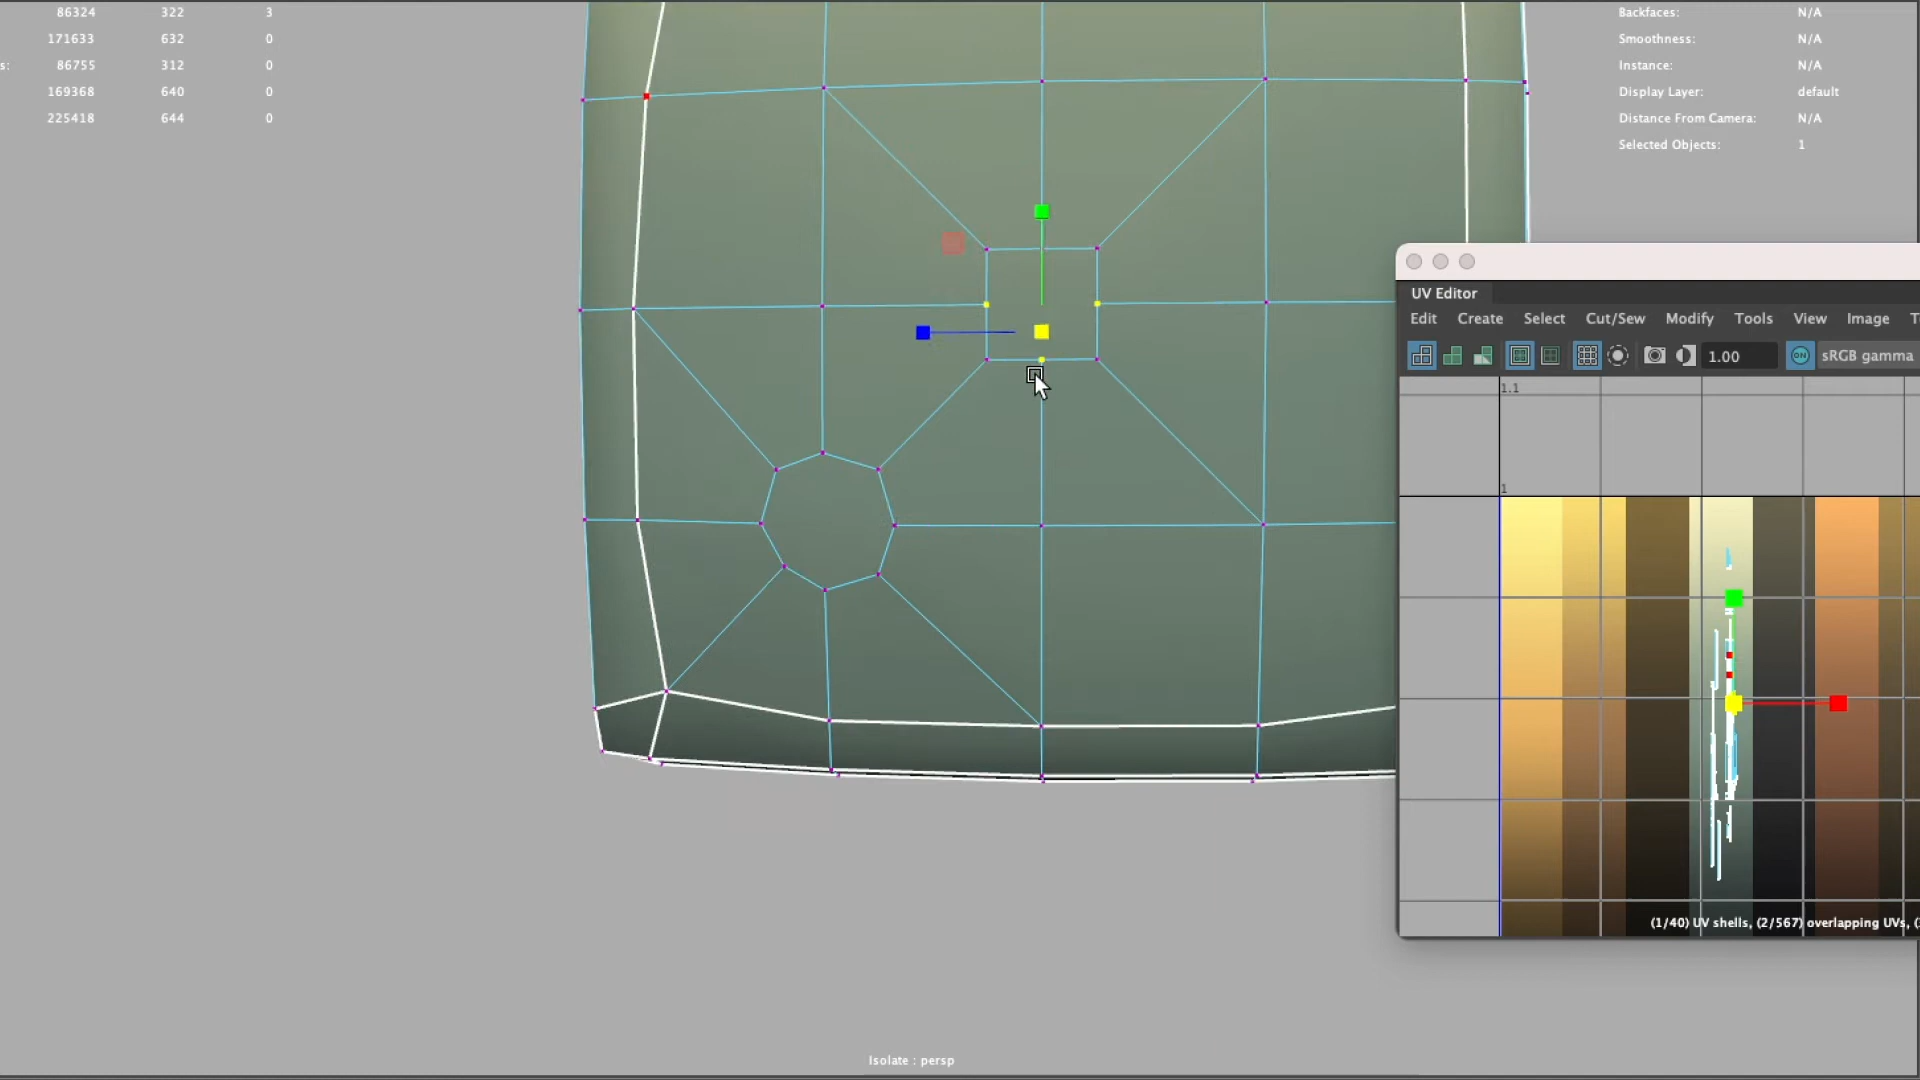 86324 322 3
171633 632 0
s: 86755 312 0
169368 640 0
225418 644 0
Backfaces: N/A
Smoothness: N/A
Instance: N/A
Display Layer: default
Distance From Camera: N/A
Selected Objects: 1
UV Editor
Edit Create Select Cut/Sew Modify Tools View Image T
1.00 ON sRGB gamma
1.1
1
(1/40) UV shells, (2/567) overlapping UVs, (
Isolate : persp